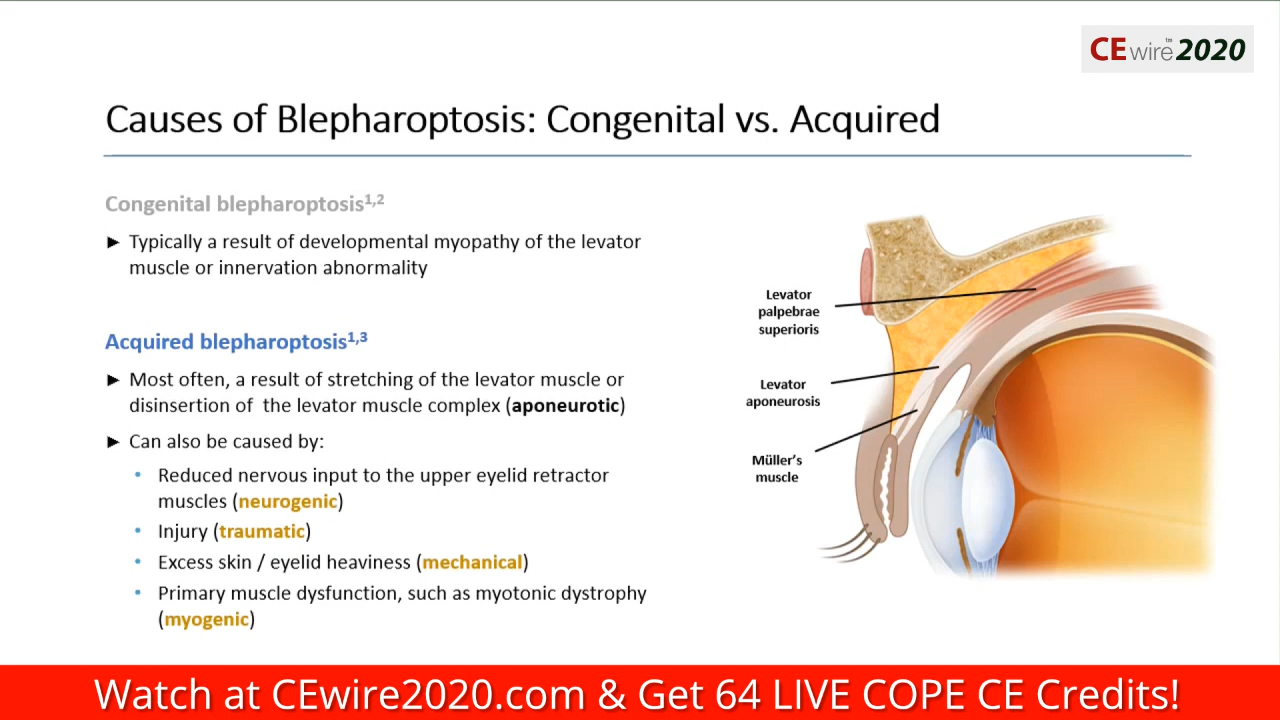 CE wire™ 2020
Causes of Blepharoptosis: Congenital vs. Acquired
Congenital blepharoptosis1,2
► Typically a result of developmental myopathy of the levator
muscle or innervation abnormality
Acquired blepharoptosis1,3
► Most often, a result of stretching of the levator muscle or
disinsertion of  the levator muscle complex (aponeurotic)
► Can also be caused by:
• Reduced nervous input to the upper eyelid retractor
muscles (neurogenic)
• Injury (traumatic)
• Excess skin / eyelid heaviness (mechanical)
• Primary muscle dysfunction, such as myotonic dystrophy
(myogenic)
Levator
palpebrae
superioris
Levator
aponeurosis
Müller's
muscle
Watch at CEwire2020.com & Get 64 LIVE COPE CE Credits!